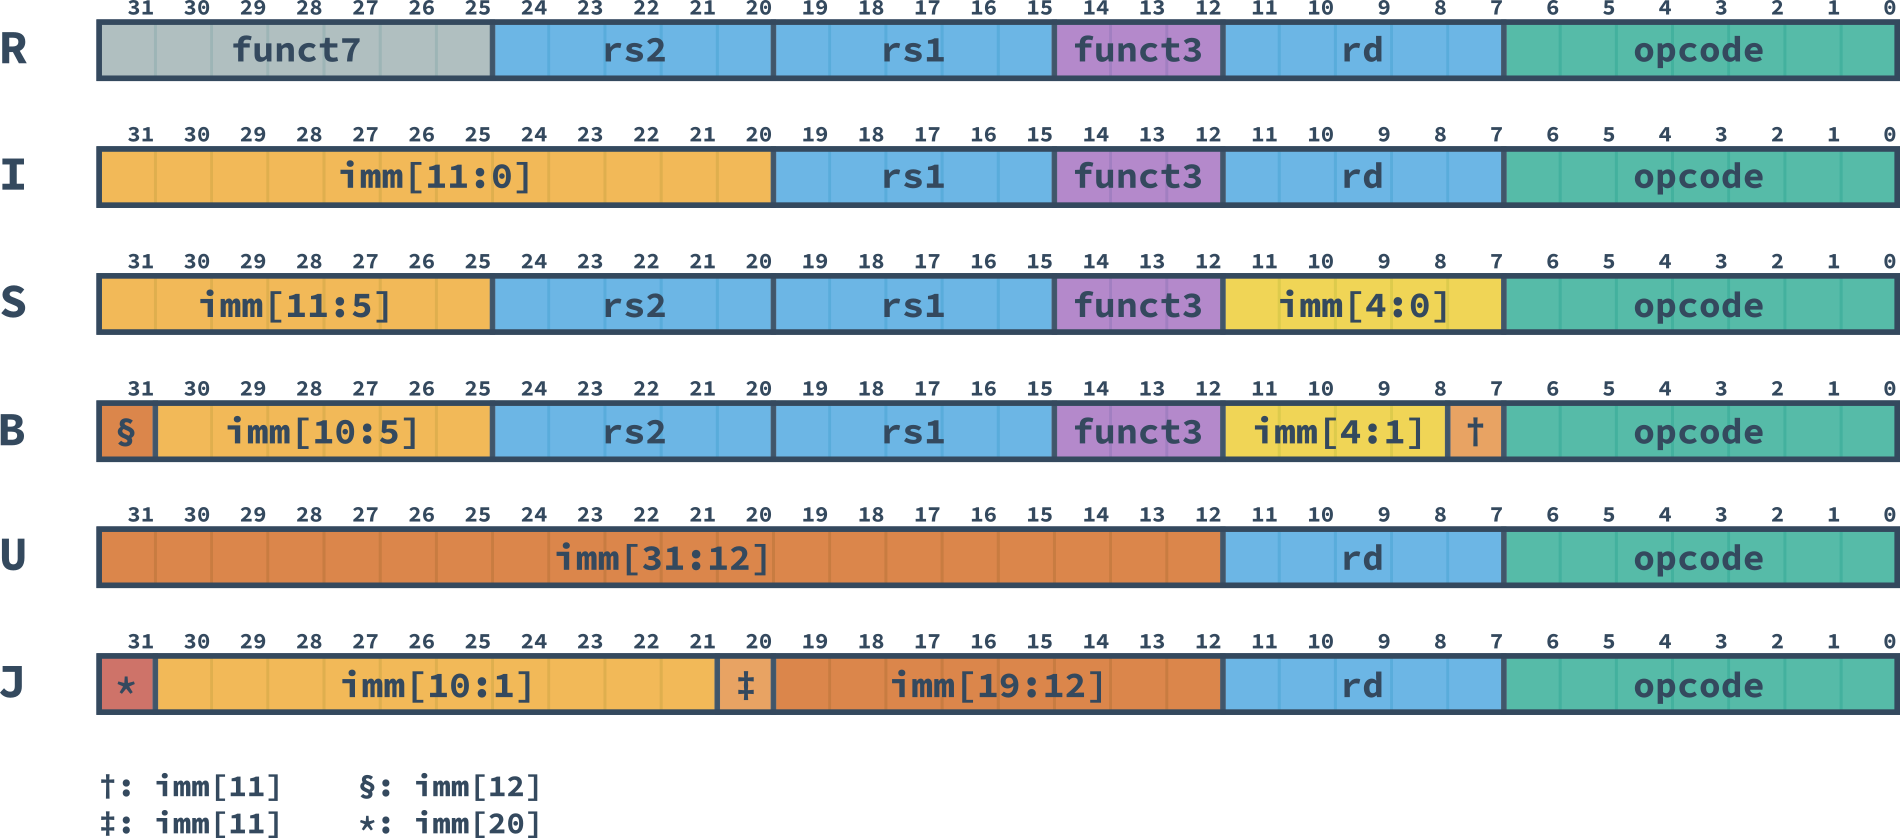 31 30 29 28 27 26 25 24 23 22 21 20 19 18 17 16 15 14 13 12 11 10 9 8 7 6 5 4 3 2 1 0
R funct7 rs2 rs1 funct3 rd opcode
31 30 29 28 27 26 25 24 23 22 21 20 19 18 17 16 15 14 13 12 11 10 9 8 7 6 5 4 3 2 1 0
I imm[11:0] rs1 funct3 rd opcode
31 30 29 28 27 26 25 24 23 22 21 20 19 18 17 16 15 14 13 12 11 10 9 8 7 6 5 4 3 2 1 0
S imm[11:5] rs2 rs1 funct3 imm[4:0] opcode
31 30 29 28 27 26 25 24 23 22 21 20 19 18 17 16 15 14 13 12 11 10 9 8 7 6 5 4 3 2 1 0
B § imm[10:5] rs2 rs1 funct3 imm[4:1] † opcode
31 30 29 28 27 26 25 24 23 22 21 20 19 18 17 16 15 14 13 12 11 10 9 8 7 6 5 4 3 2 1 0
U imm[31:12] rd opcode
31 30 29 28 27 26 25 24 23 22 21 20 19 18 17 16 15 14 13 12 11 10 9 8 7 6 5 4 3 2 1 0
J * imm[10:1] ‡ imm[19:12] rd opcode
†: imm[11] §: imm[12]
‡: imm[11] *: imm[20]